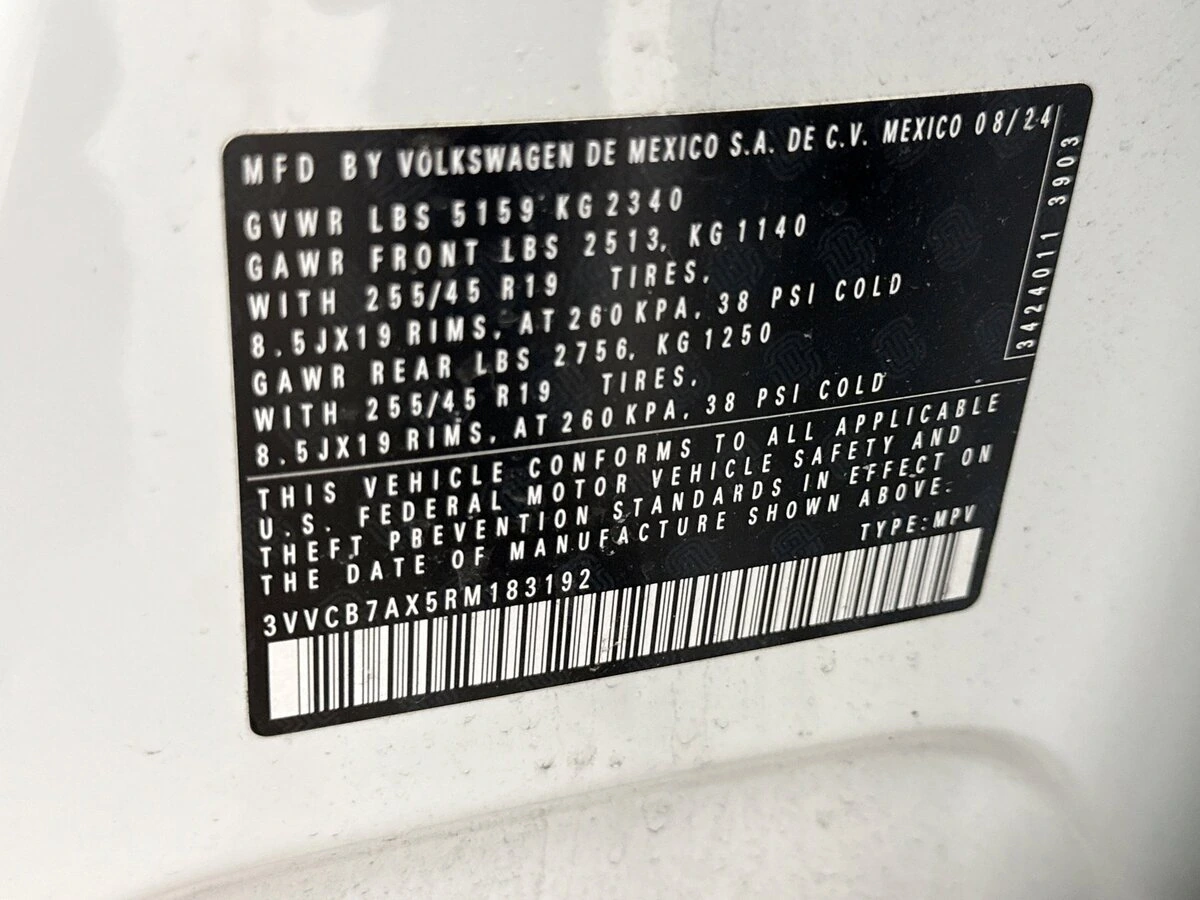 MFD BY VOLKSWAGEN DE MEXICO S.A. DE C.V. MEXICO 08/24
GVWR LBS 5159 KG 2340
GAWR FRONT LBS 2513, KG 1140
WITH 255/45 R19 TIRES,
8.5JX19 RIMS, AT 260 KPA, 38 PSI COLD
GAWR REAR LBS 2756, KG 1250
WITH 255/45 R19 TIRES,
8.5JX19 RIMS, AT 260 KPA, 38 PSI COLD
THIS VEHICLE CONFORMS TO ALL APPLICABLE
U.S. FEDERAL MOTOR VEHICLE SAFETY AND
THEFT PREVENTION STANDARDS IN EFFECT ON
THE DATE OF MANUFACTURE SHOWN ABOVE.
TYPE:MPV
3VVCB7AX5RM183192
3424011 3903